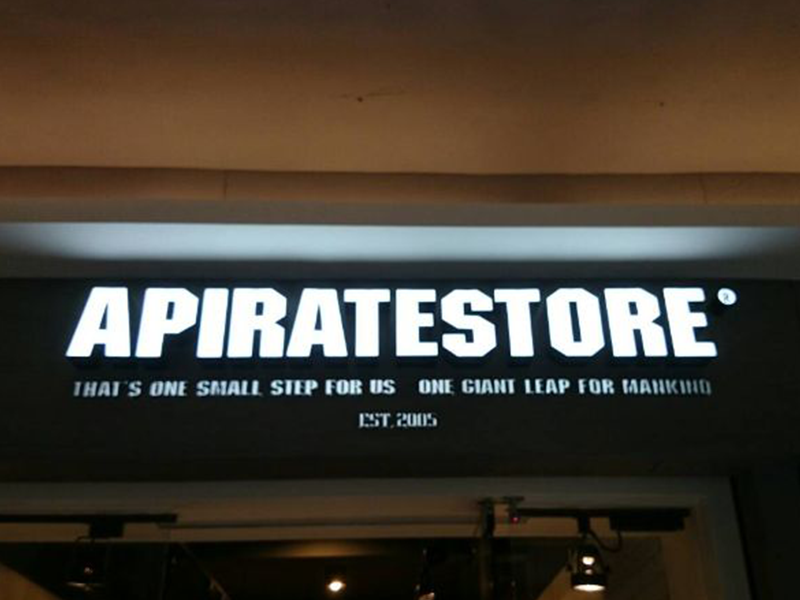 APIRATESTORE®
THAT'S ONE SMALL STEP FOR US ONE GIANT LEAP FOR MANKIND
EST, 2005